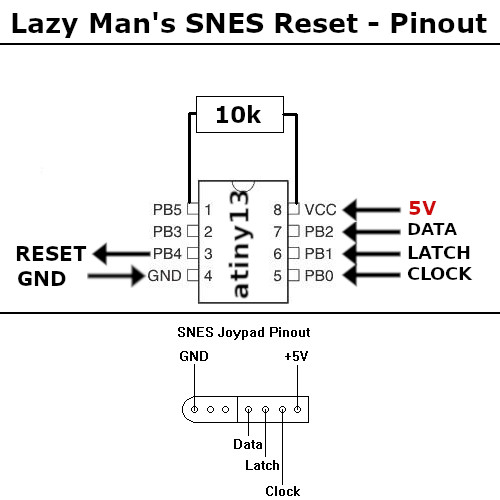 Lazy Man's SNES Reset - Pinout
10k
PB5 1 8 VCC 5V
PB3 2 7 PB2 DATA
RESET PB4 3 6 PB1 LATCH
GND GND 4 5 PB0 CLOCK
atiny13
SNES Joypad Pinout
GND +5V
Data
Latch
Clock